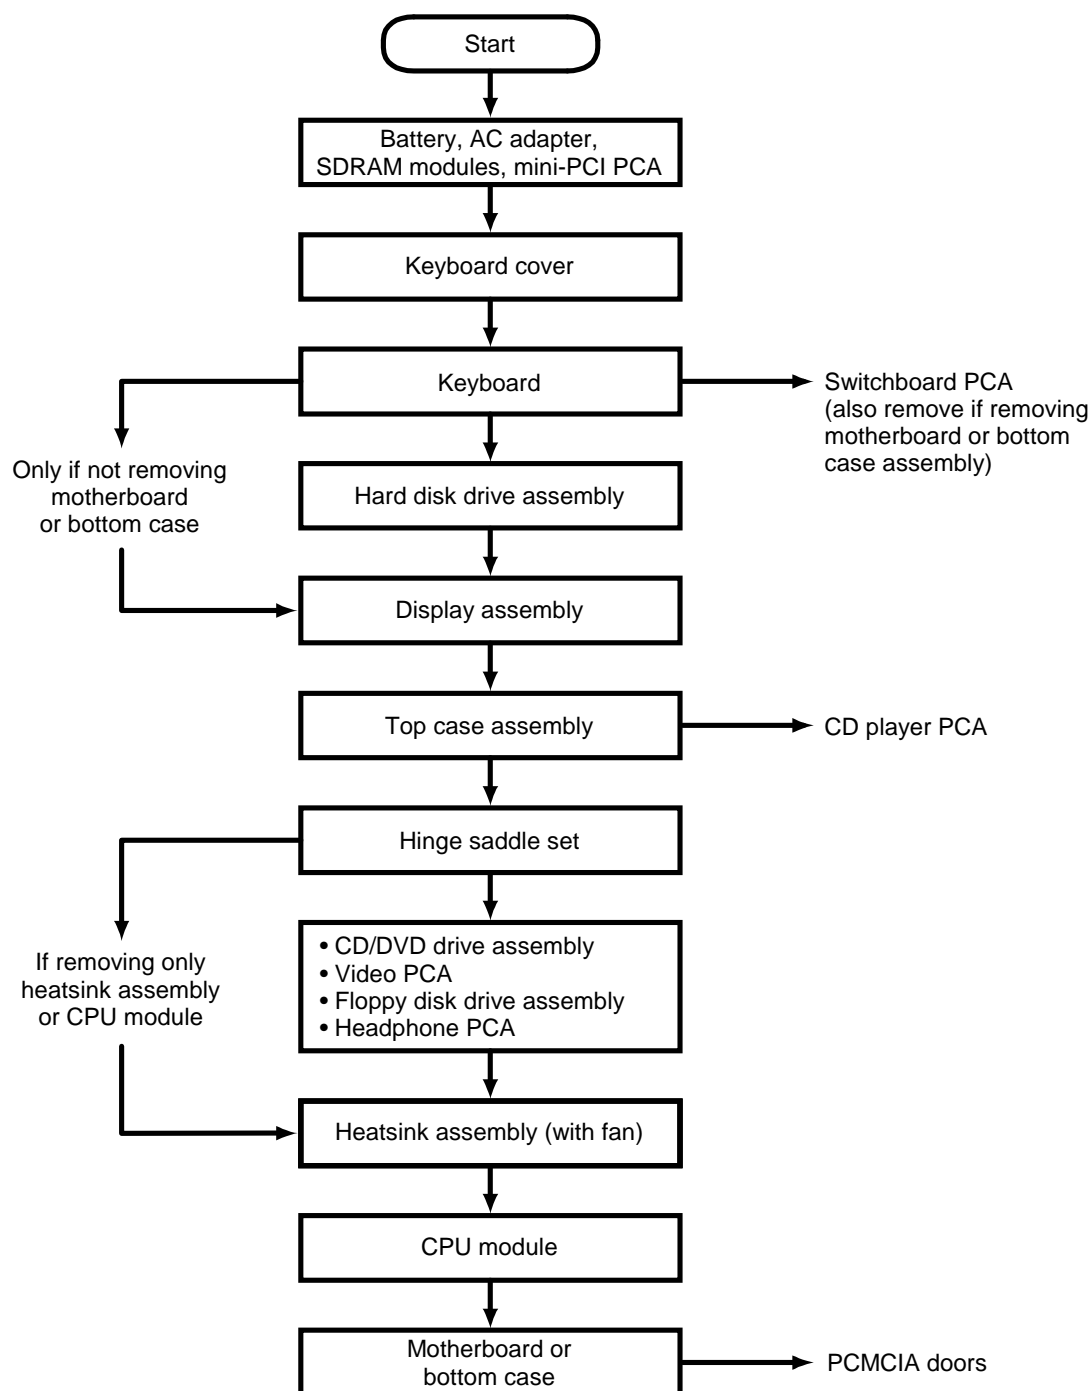 Start
Battery, AC adapter,
SDRAM modules, mini-PCI PCA
Keyboard cover
Keyboard
Switchboard PCA
(also remove if removing
motherboard or bottom
case assembly)
Only if not removing
motherboard
or bottom case
Hard disk drive assembly
Display assembly
Top case assembly
CD player PCA
Hinge saddle set
If removing only
heatsink assembly
or CPU module
• CD/DVD drive assembly
• Video PCA
• Floppy disk drive assembly
• Headphone PCA
Heatsink assembly (with fan)
CPU module
Motherboard or
bottom case
PCMCIA doors